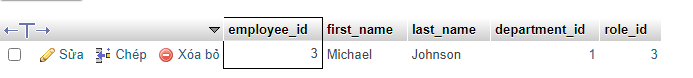 employee_id first_name last_name department_id role_id
Sửa Chép Xóa bỏ 3 Michael Johnson 1 3